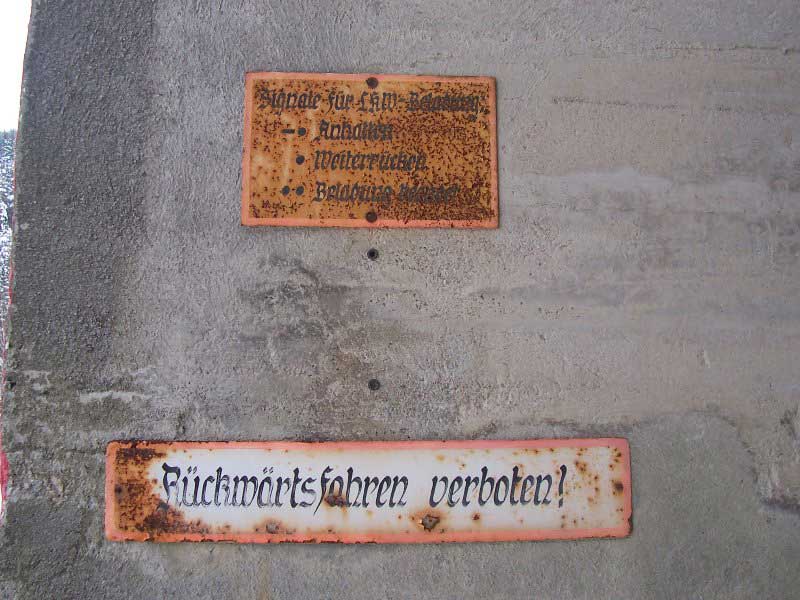 Signale für LKW-Beladung
-• Anhalten
• Weiterrücken
•• Beladung beendet
Rückwärtsfahren verboten!